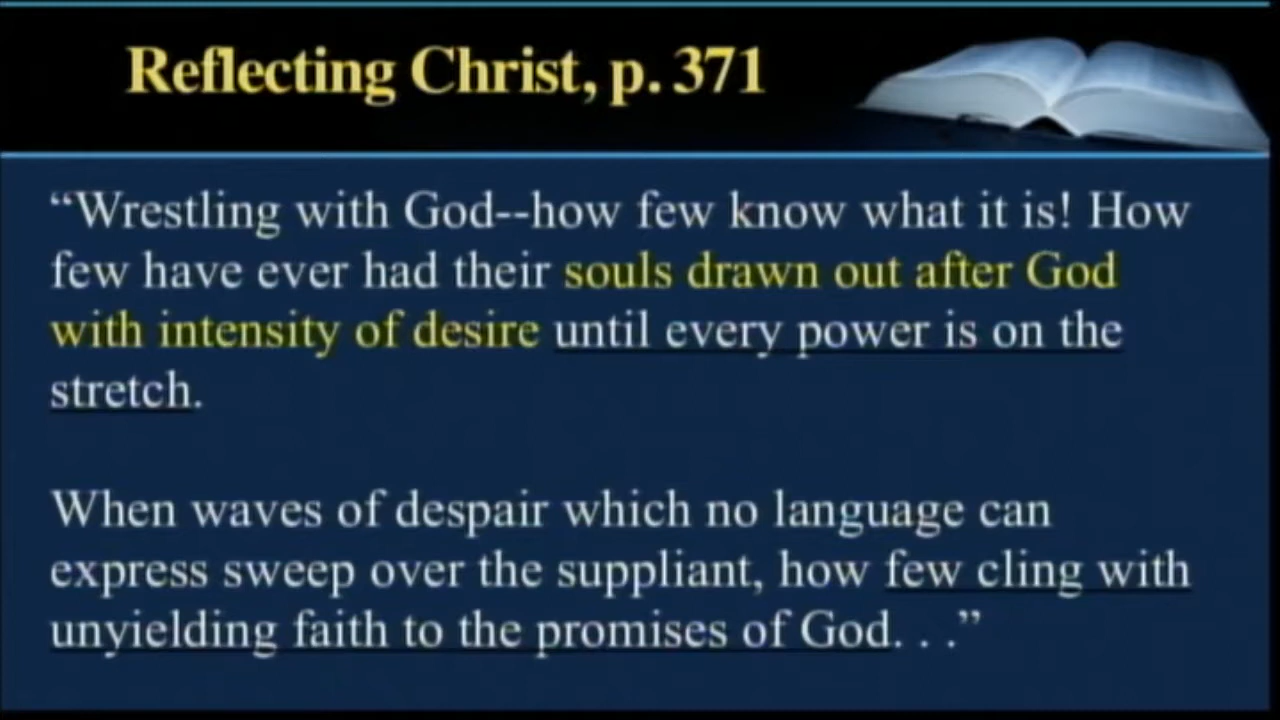 Reflecting Christ, p. 371
“Wrestling with God--how few know what it is! How
few have ever had their souls drawn out after God
with intensity of desire until every power is on the
stretch.
When waves of despair which no language can
express sweep over the suppliant, how few cling with
unyielding faith to the promises of God. . .”